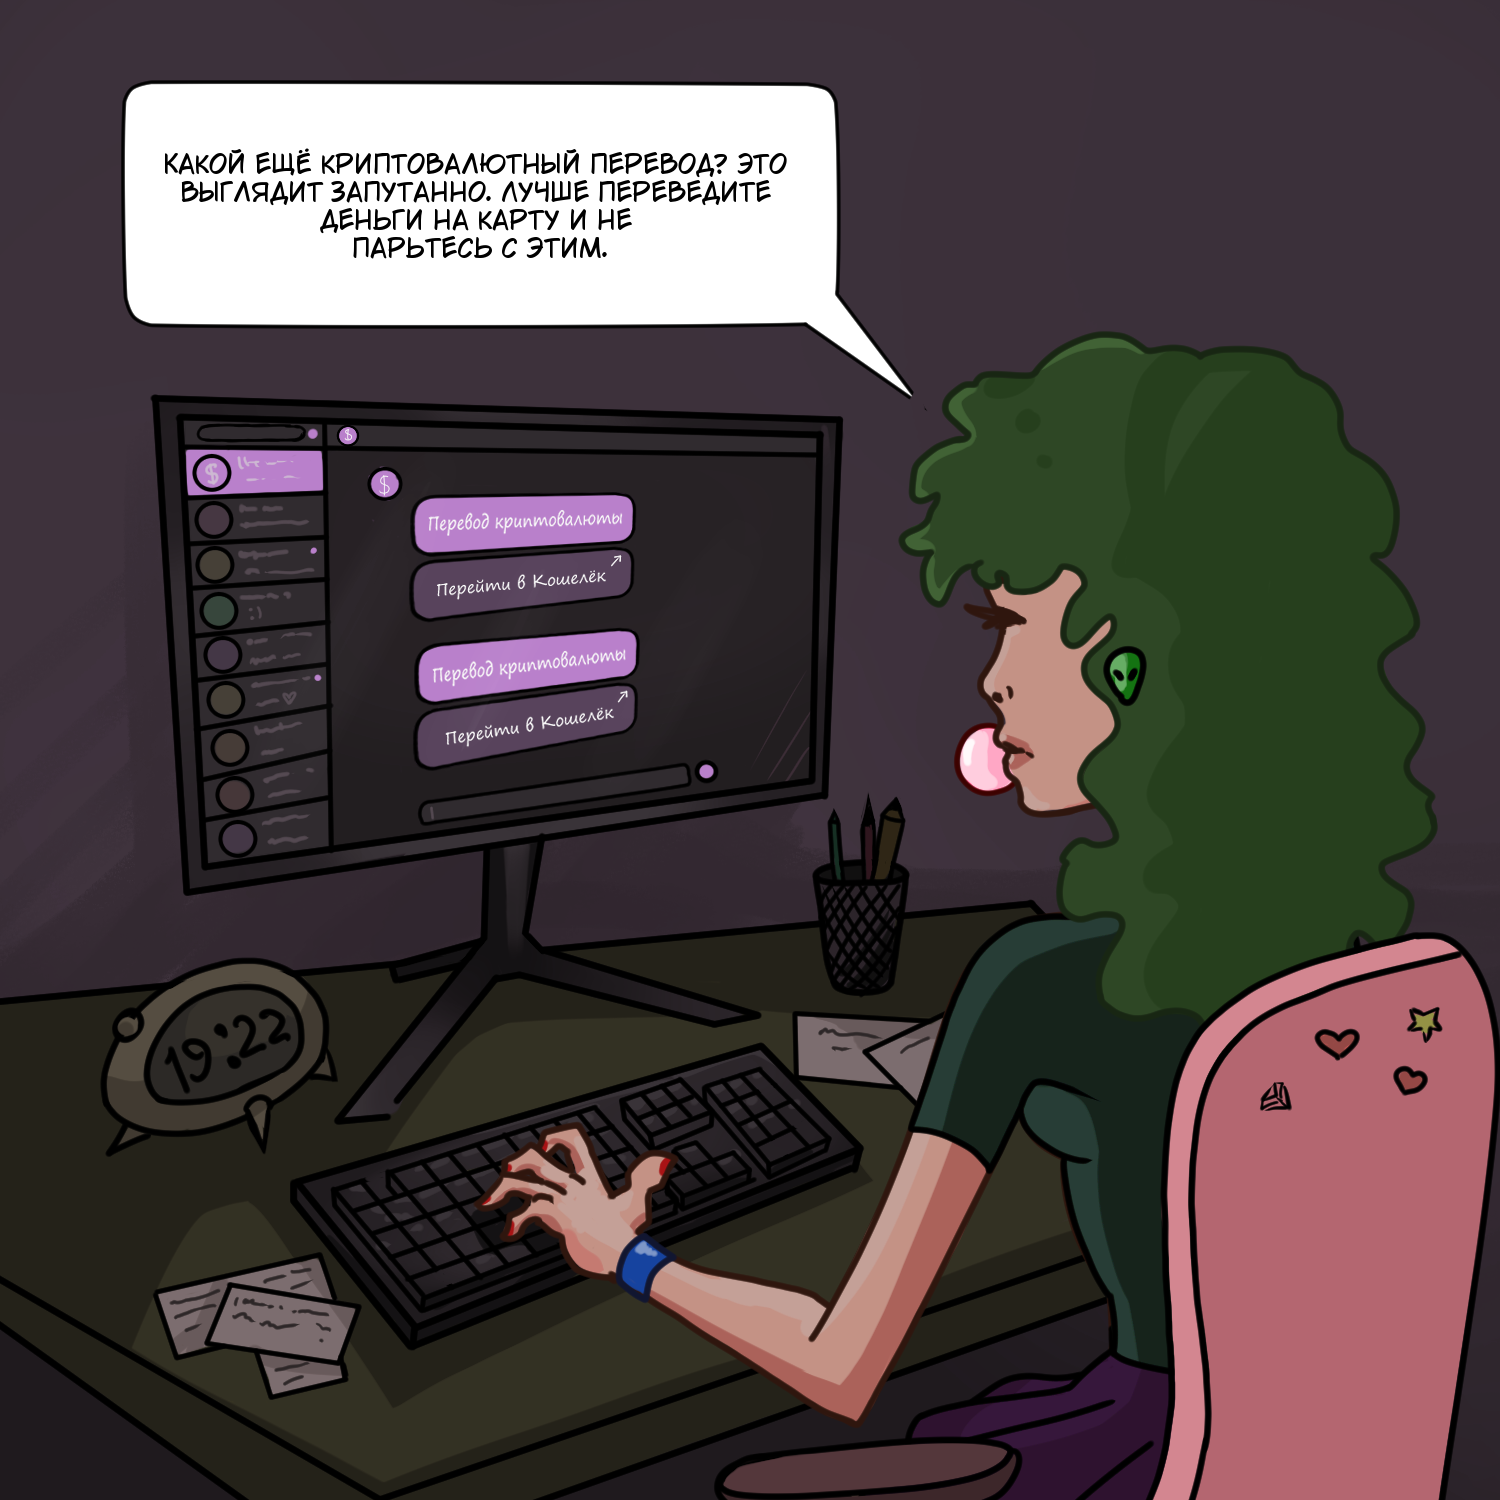 КАКОЙ ЕЩЁ КРИПТОВАЛЮТНЫЙ ПЕРЕВОД? ЭТО
ВЫГЛЯДИТ ЗАПУТАННО. ЛУЧШЕ ПЕРЕВЕДИТЕ
ДЕНЬГИ НА КАРТУ И НЕ
ПАРЬТЕСЬ С ЭТИМ.
$
$
$
Перевод криптовалюты
Перейти в Кошелёк
:)
Перевод криптовалюты
Перейти в Кошелёк
19:22